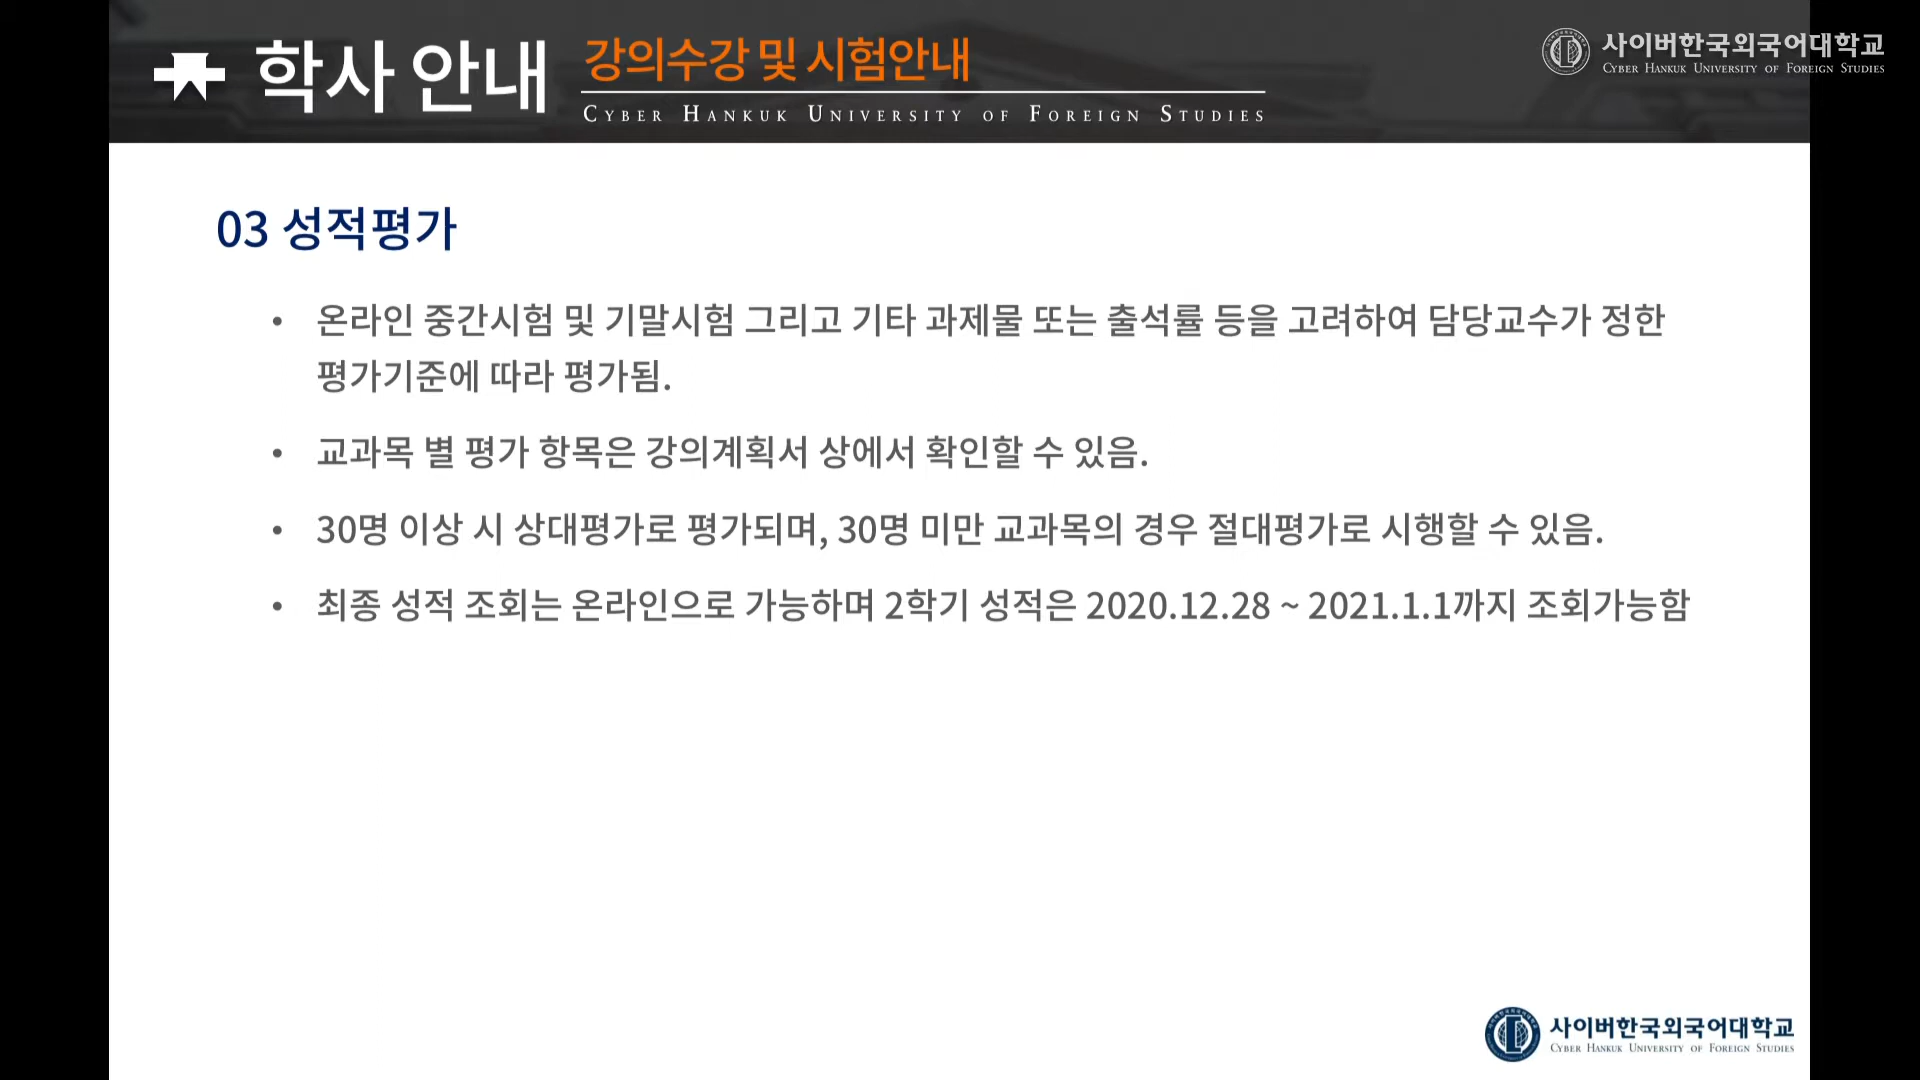 학사 안내
강의수강 및 시험안내
CYBER HANKUK UNIVERSITY OF FOREIGN STUDIES
사이버한국외국어대학교
CYBER HANKUK UNIVERSITY OF FOREIGN STUDIES
03 성적평가
• 온라인 중간시험 및 기말시험 그리고 기타 과제물 또는 출석률 등을 고려하여 담당교수가 정한
평가기준에 따라 평가됨.
• 교과목 별 평가 항목은 강의계획서 상에서 확인할 수 있음.
• 30명 이상 시 상대평가로 평가되며, 30명 미만 교과목의 경우 절대평가로 시행할 수 있음.
• 최종 성적 조회는 온라인으로 가능하며 2학기 성적은 2020.12.28 ~ 2021.1.1까지 조회가능함
사이버한국외국어대학교
CYBER HANKUK UNIVERSITY OF FOREIGN STUDIES